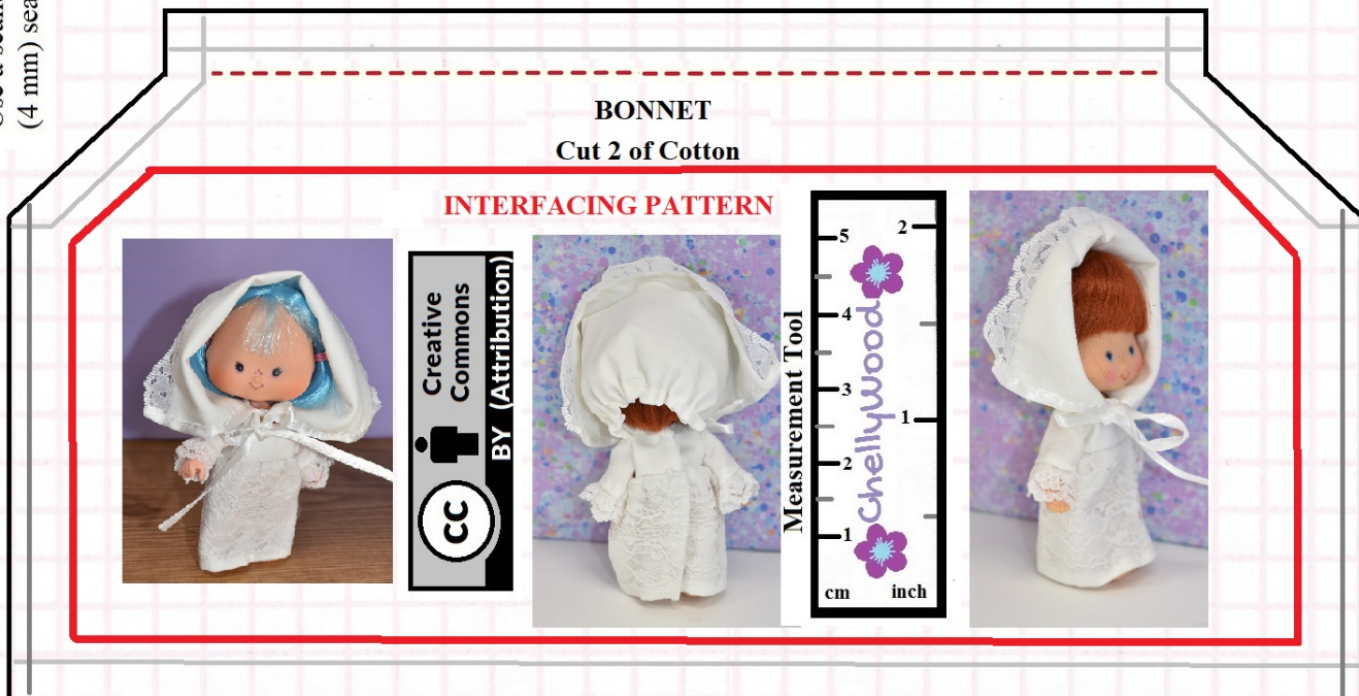 (4 mm) sea
BONNET
Cut 2 of Cotton
INTERFACING PATTERN
Creative
Commons
BY (Attribution)
CC
Measurement Tool
5
4
3
2
1
cm
ChellyWood
2
1
inch